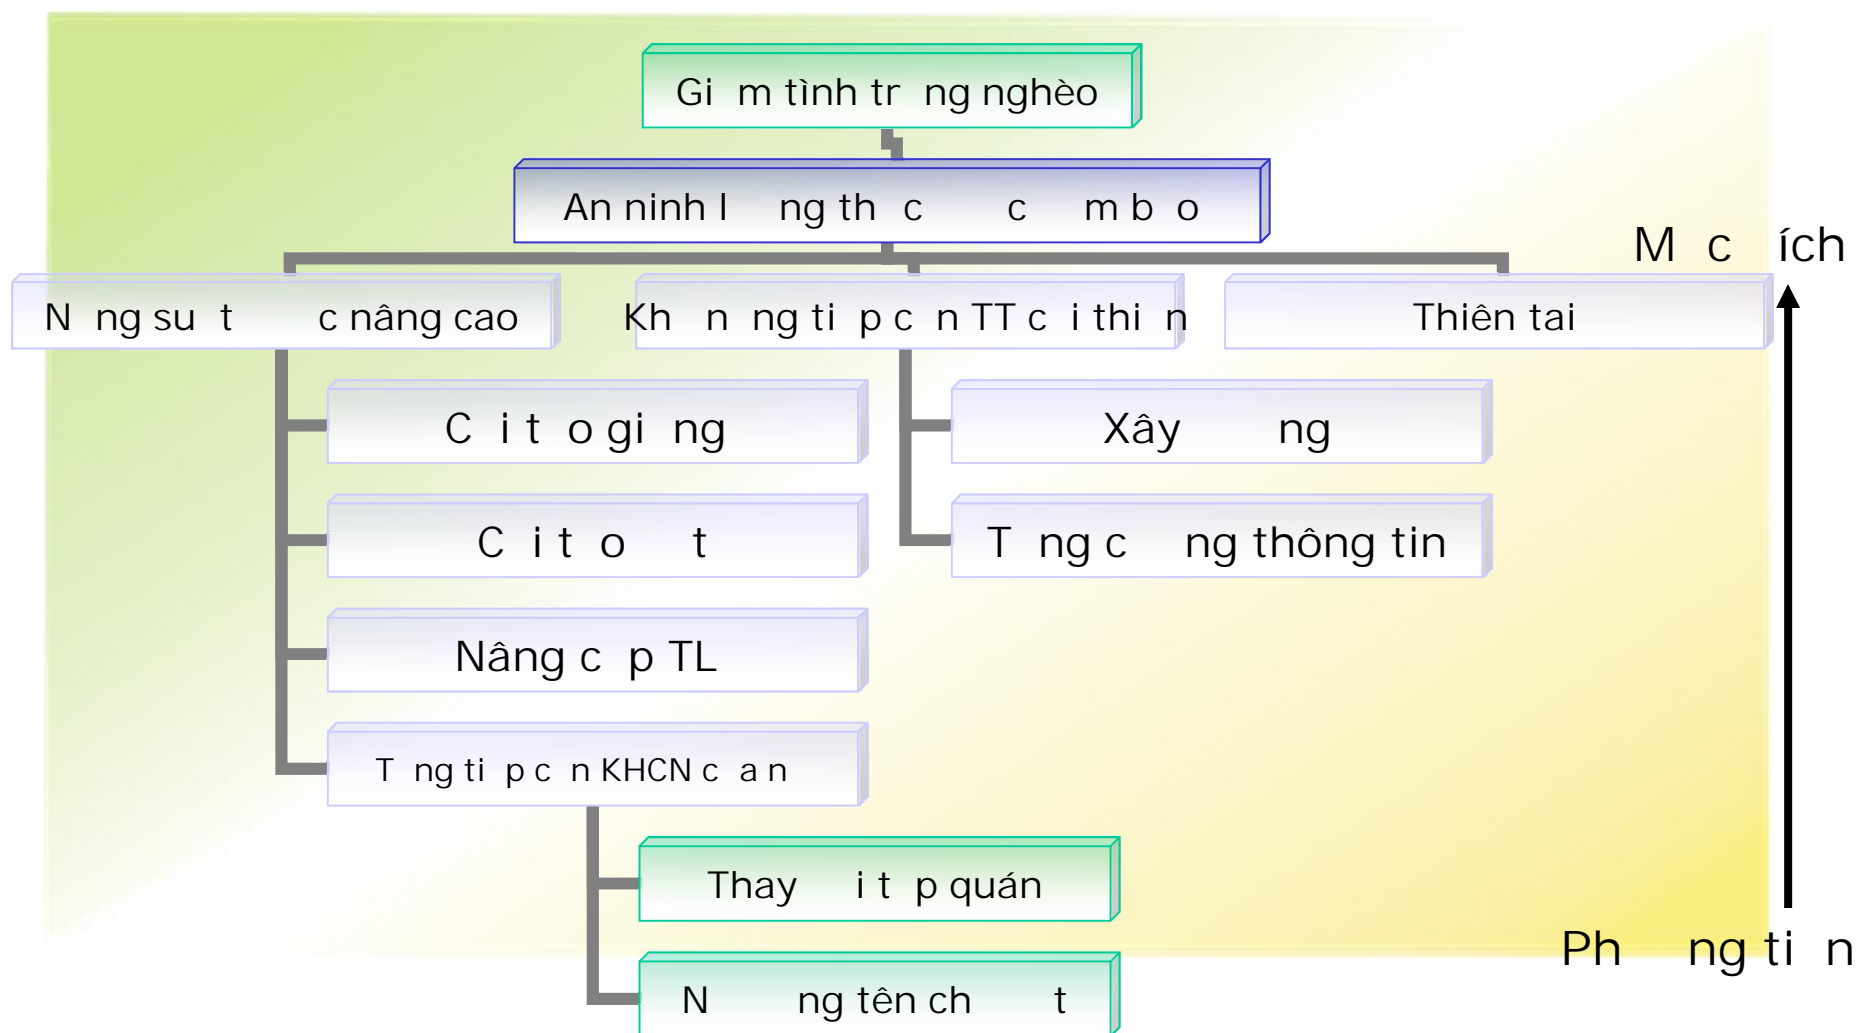 Gi m tình tr ng nghèo
An ninh l ng th c c m b o
M c ích
N ng su t c nâng cao
Kh n ng ti p c n TT c i thi n
Thiên tai
C i t o gi ng
Xây ng
C i t o t
T ng c ng thông tin
Nâng c p TL
T ng ti p c n KHCN c a n
Thay i t p quán
Ph ng ti n
N ng tên ch t